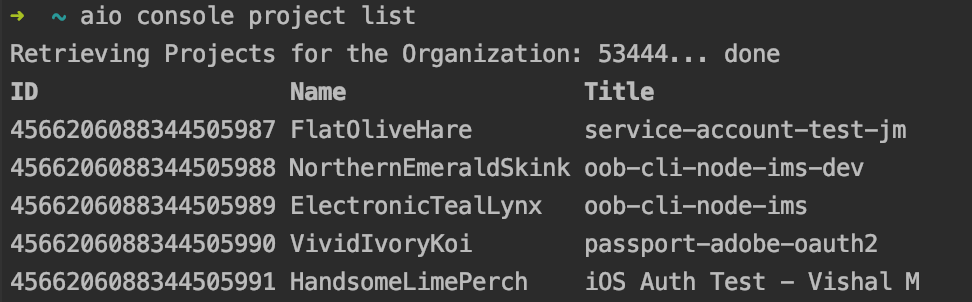 ➜ ~ aio console project list
Retrieving Projects for the Organization: 53444... done
ID Name Title
4566206088344505987 FlatOliveHare service-account-test-jm
4566206088344505988 NorthernEmeraldSkink oob-cli-node-ims-dev
4566206088344505989 ElectronicTealLynx oob-cli-node-ims
4566206088344505990 VividIvoryKoi passport-adobe-oauth2
4566206088344505991 HandsomeLimePerch iOS Auth Test - Vishal M